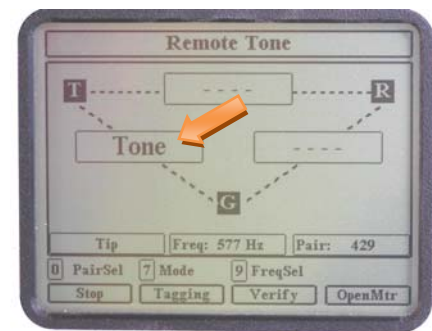 Remote Tone
T - - - - R
Tone - - - -
G
Tip Freq: 577 Hz Pair: 429
0 PairSel 7 Mode 9 FreqSel
Stop Tagging Verify OpenMtr